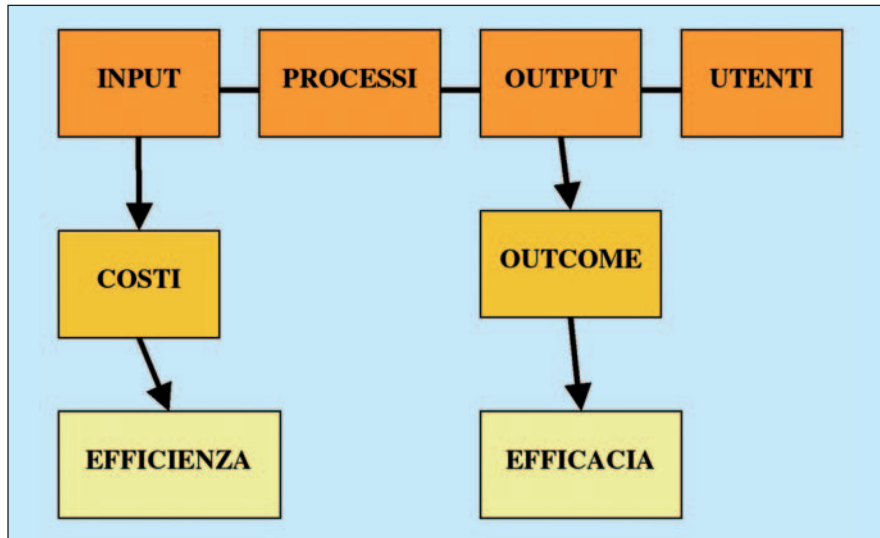 INPUT
PROCESSI
OUTPUT
UTENTI
COSTI
OUTCOME
EFFICIENZA
EFFICACIA